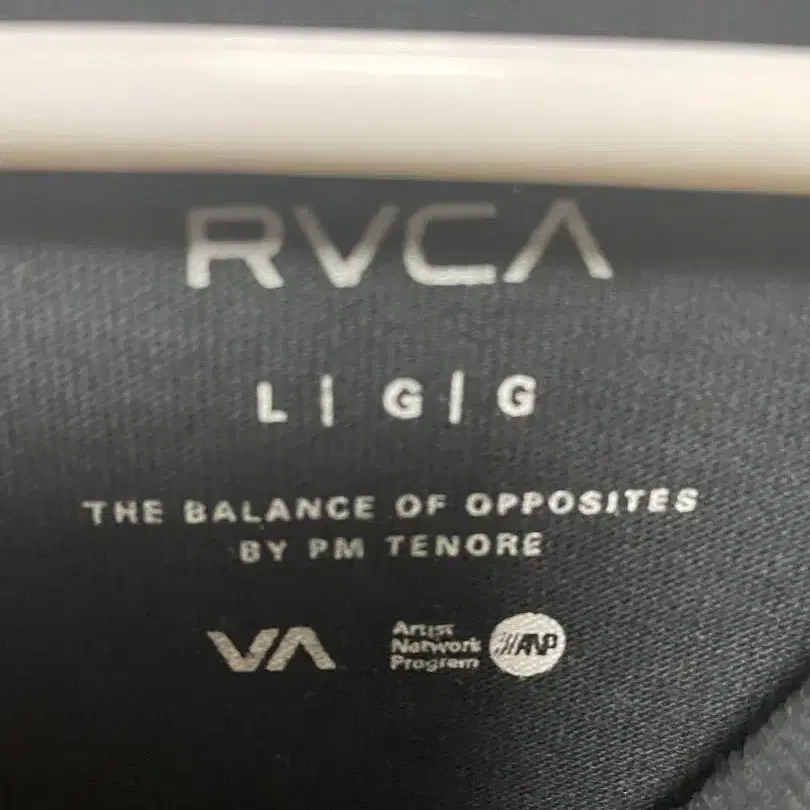 RVCA
L | G | G
THE BALANCE OF OPPOSITES
BY PM TENORE
VA
Artist
Network
Program
ANP